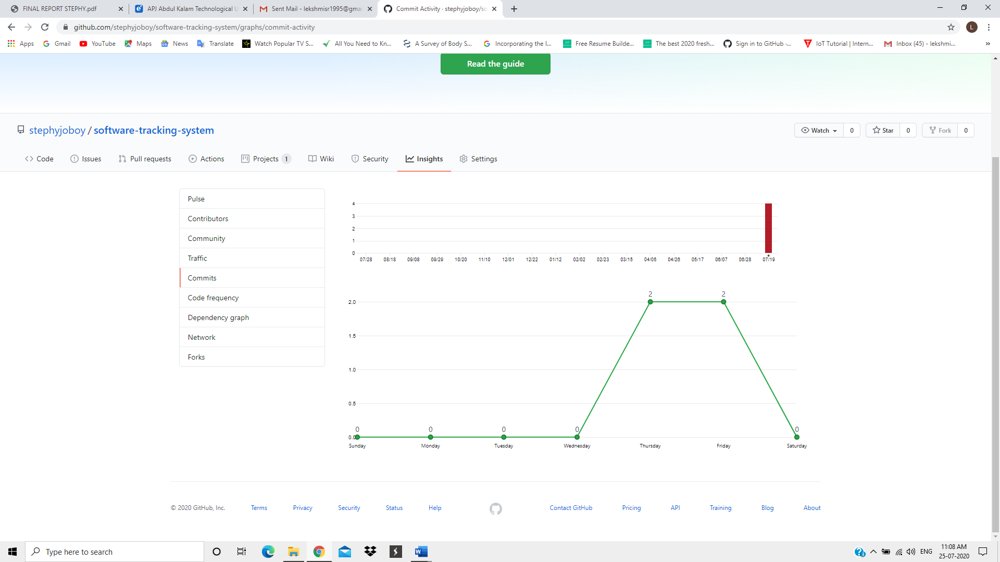 FINAL REPORT STEPHY.pdf
APJ Abdul Kalam Technological U
Sent Mail - lekshmisr1995@gmai
Commit Activity · stephyjoboy/so
github.com/stephyjoboy/software-tracking-system/graphs/commit-activity
L
Apps
Gmail
YouTube
Maps
News
Translate
Watch Popular TV S...
All You Need to Kn...
A Survey of Body S...
Incorporating the I...
Free Resume Builde...
The best 2020 fresh...
Sign in to GitHub ·...
IoT Tutorial | Intern...
Inbox (45) - lekshmi...
»
Read the guide
stephyjoboy / software-tracking-system
Watch 0
Star 0
Fork 0
Code
Issues
Pull requests
Actions
Projects 1
Wiki
Security
Insights
Settings
Pulse
Contributors
Community
Traffic
Commits
Code frequency
Dependency graph
Network
Forks
4
3
2
1
0
07/28 08/18 09/08 09/29 10/20 11/10 12/01 12/22 01/12 02/02 02/23 03/15 04/05 04/26 05/17 06/07 06/28 07/19
2 2
2.0
1.5
1.0
0.5
0 0 0 0 0
0.0
Sunday Monday Tuesday Wednesday Thursday Friday Saturday
© 2020 GitHub, Inc. Terms Privacy Security Status Help Contact GitHub Pricing API Training Blog About
Type here to search
ENG
11:08 AM
25-07-2020